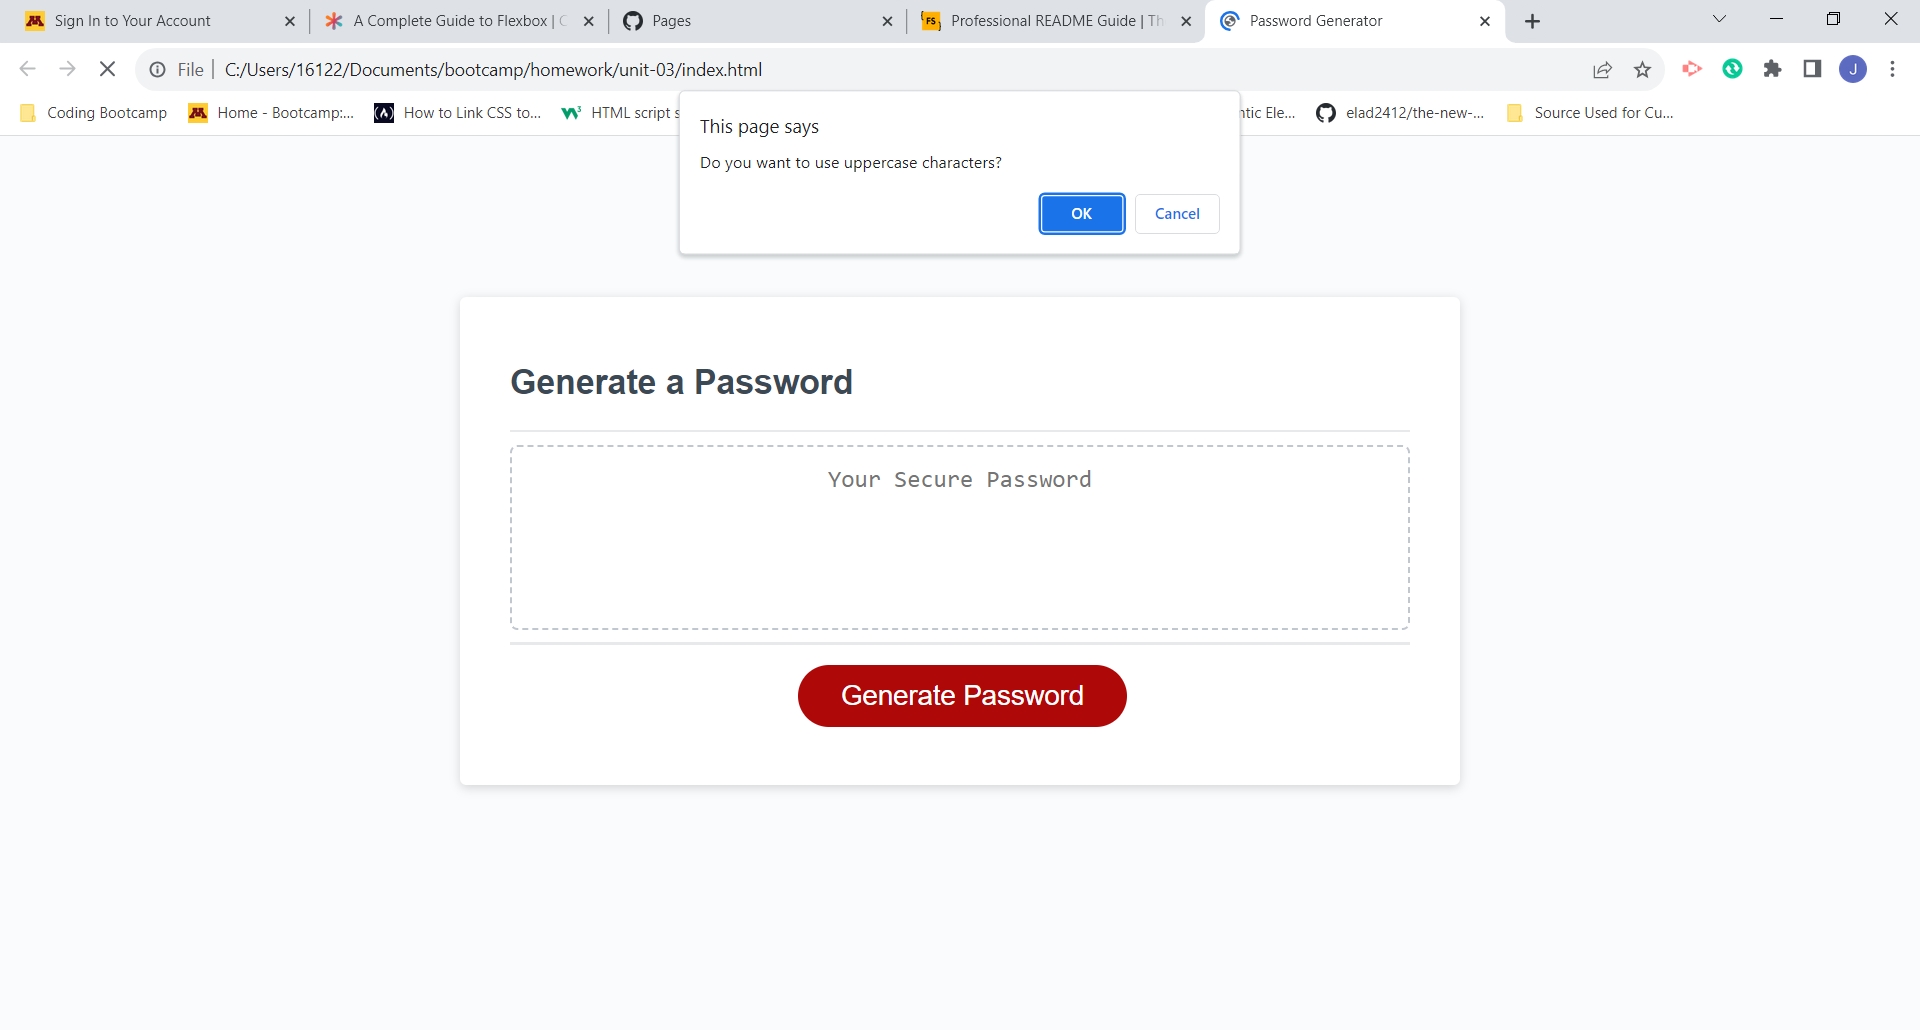 Sign In to Your Account
A Complete Guide to Flexbox | C
Pages
FS
Professional README Guide | Th
Password Generator
File
C:/Users/16122/Documents/bootcamp/homework/unit-03/index.html
J
Coding Bootcamp
Home - Bootcamp:...
How to Link CSS to...
HTML script s
ntic Ele...
elad2412/the-new-...
Source Used for Cu...
This page says
Do you want to use uppercase characters?
OK
Cancel
Generate a Password
Your Secure Password
Generate Password